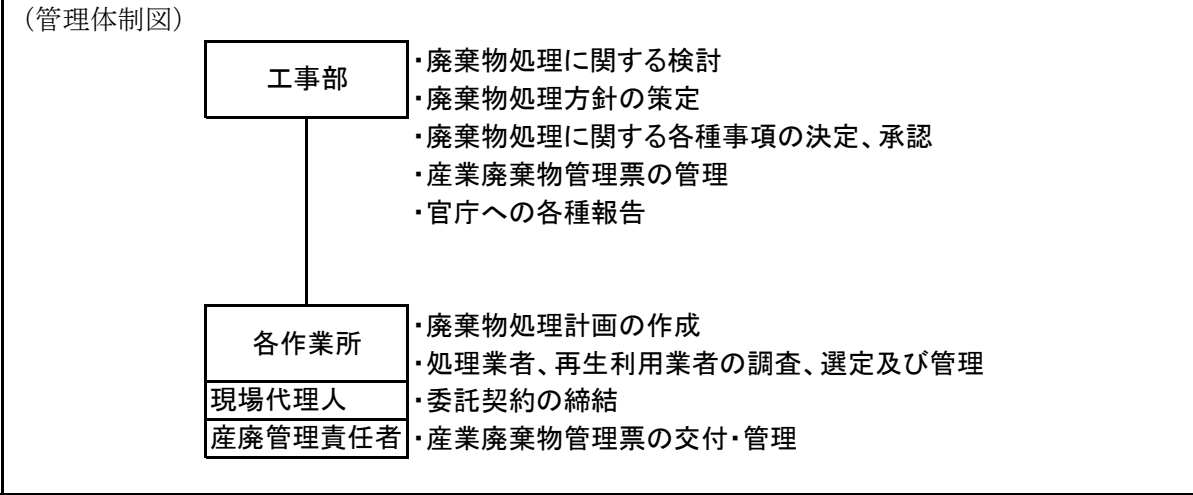 （管理体制図）
工事部
・廃棄物処理に関する検討
・廃棄物処理方針の策定
・廃棄物処理に関する各種事項の決定、承認
・産業廃棄物管理票の管理
・官庁への各種報告
各作業所
・廃棄物処理計画の作成
・処理業者、再生利用業者の調査、選定及び管理
現場代理人
・委託契約の締結
産廃管理責任者
・産業廃棄物管理票の交付・管理